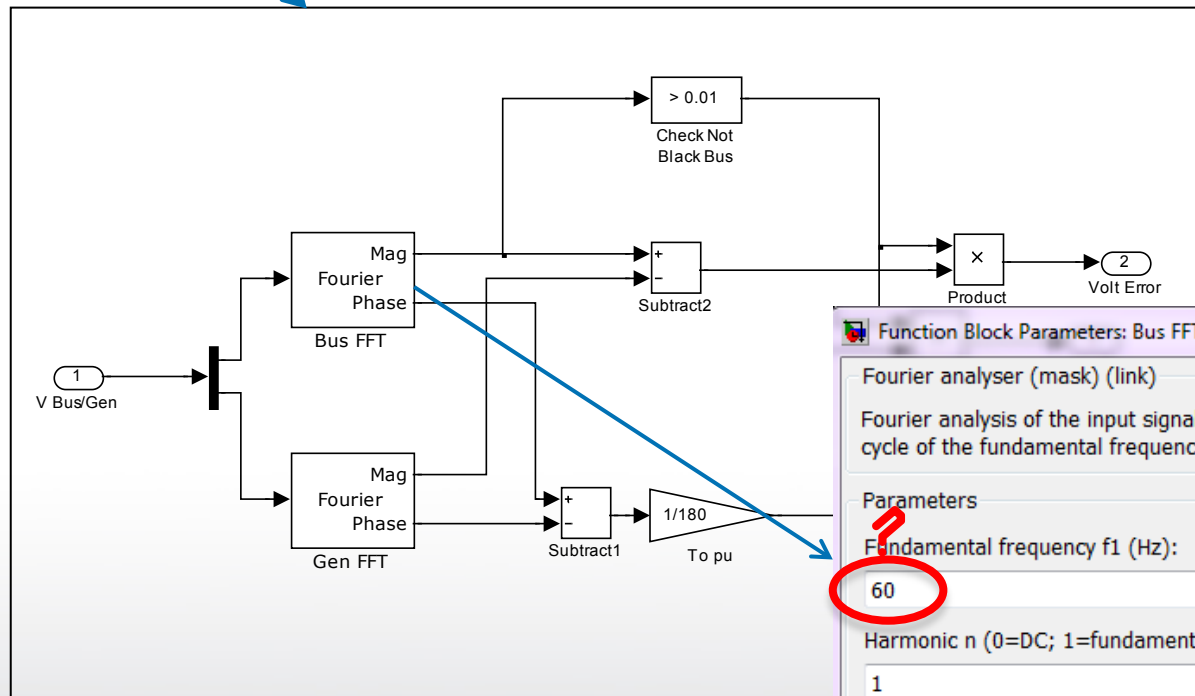 > 0.01
Check Not
Black Bus
Mag
Fourier
Phase
Bus FFT
+
−
Subtract2
×
Product
2
Volt Error
1
V Bus/Gen
Mag
Fourier
Phase
Gen FFT
+
−
Subtract1
1/180
To pu
Function Block Parameters: Bus FFT
Fourier analyser (mask) (link)
Fourier analysis of the input signa
cycle of the fundamental frequenc
Parameters
?
Fundamental frequency f1 (Hz):
60
Harmonic n (0=DC; 1=fundament
1